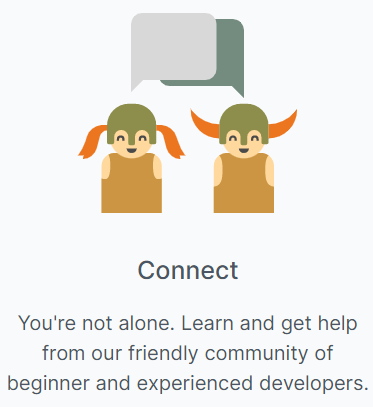 Connect
You're not alone. Learn and get help
from our friendly community of
beginner and experienced developers.